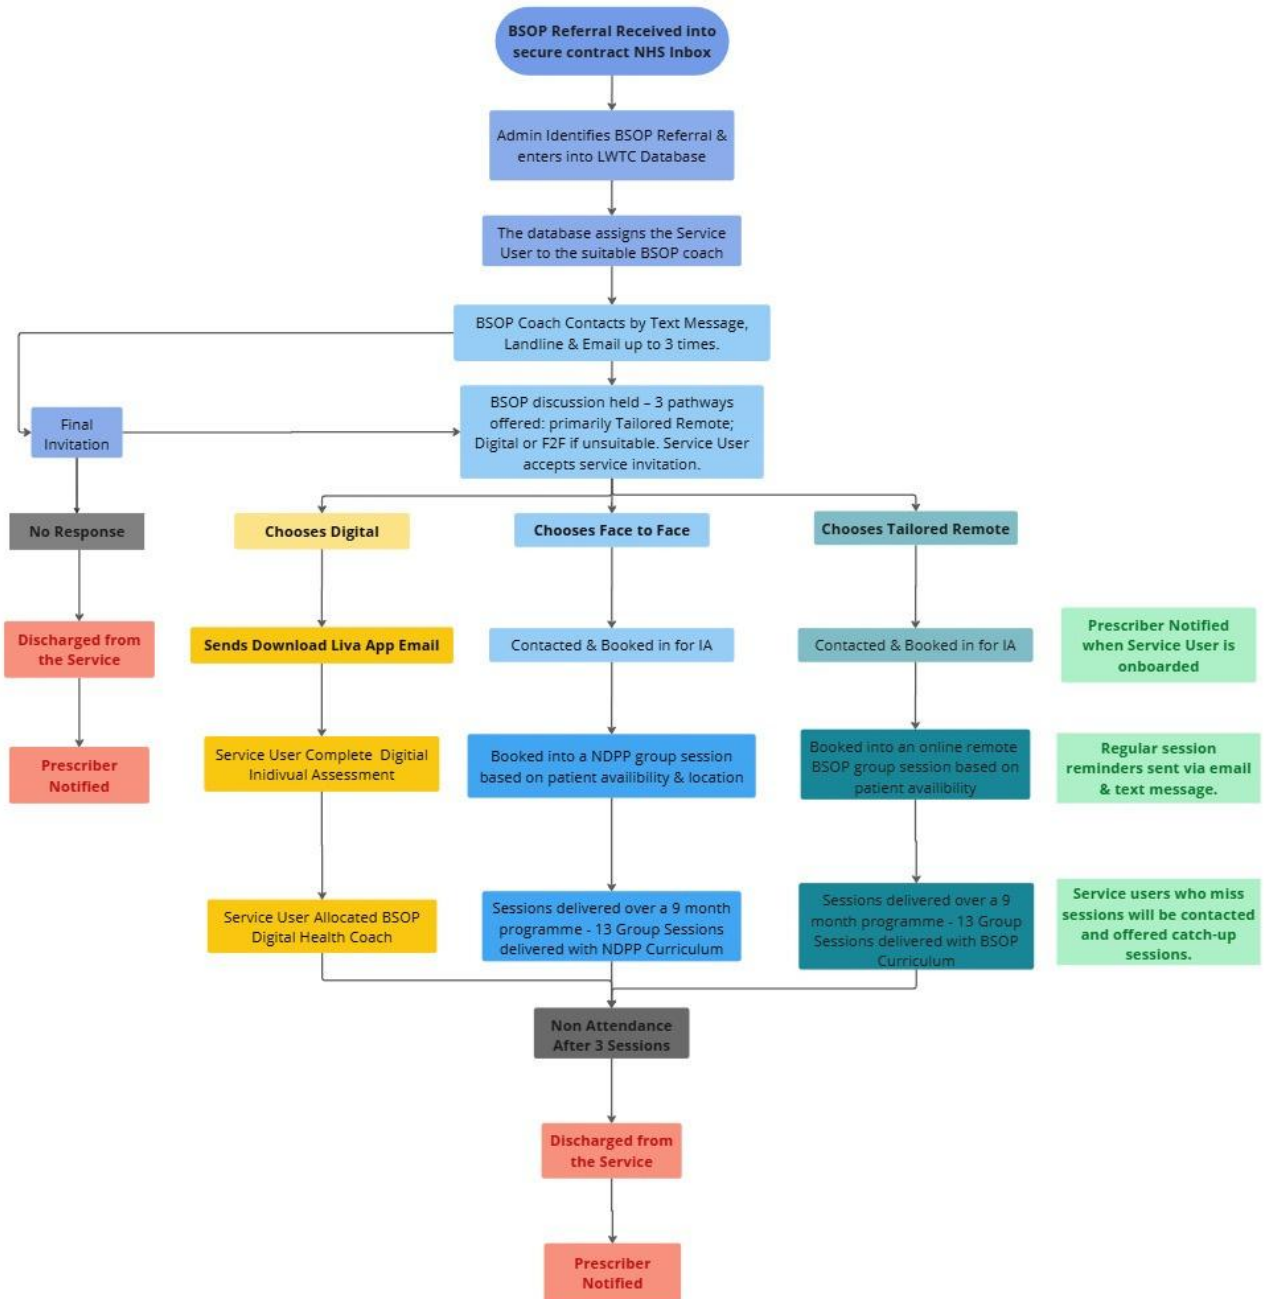 BSOP Referral Received into
secure contract NHS Inbox
Admin Identifies BSOP Referral &
enters into LWTC Database
The database assigns the Service
User to the suitable BSOP coach
BSOP Coach Contacts by Text Message,
Landline & Email up to 3 times.
BSOP discussion held – 3 pathways
offered: primarily Tailored Remote;
Digital or F2F if unsuitable. Service User
accepts service invitation.
Final
Invitation
No Response
Discharged from
the Service
Prescriber
Notified
Chooses Digital
Sends Download Liva App Email
Service User Complete Digitial
Inidivual Assessment
Service User Allocated BSOP
Digital Health Coach
Chooses Face to Face
Contacted & Booked in for IA
Booked into a NDPP group session
based on patient availibility & location
Sessions delivered over a 9 month
programme - 13 Group Sessions
delivered with NDPP Curriculum
Chooses Tailored Remote
Contacted & Booked in for IA
Booked into an online remote
BSOP group session based on
patient availibility
Sessions delivered over a 9
month programme - 13 Group
Sessions delivered with BSOP
Curriculum
Prescriber Notified
when Service User is
onboarded
Regular session
reminders sent via email
& text message.
Service users who miss
sessions will be contacted
and offered catch-up
sessions.
Non Attendance
After 3 Sessions
Discharged from
the Service
Prescriber
Notified